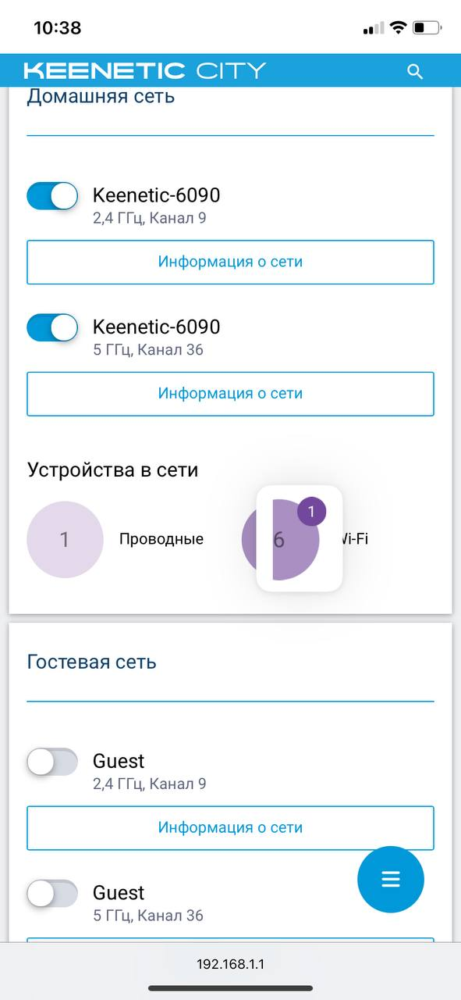 10:38
KEENETIC CITY
Домашняя сеть
Keenetic-6090
2,4 ГГц, Канал 9
Информация о сети
Keenetic-6090
5 ГГц, Канал 36
Информация о сети
Устройства в сети
1 Проводные 6 1 Wi-Fi
Гостевая сеть
Guest
2,4 ГГц, Канал 9
Информация о сети
Guest
5 ГГц, Канал 36
192.168.1.1